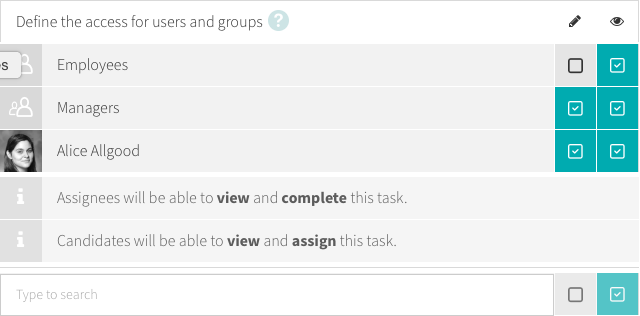 Define the access for users and groups ?
Employees
Managers
Alice Allgood
Assignees will be able to view and complete this task.
Candidates will be able to view and assign this task.
Type to search